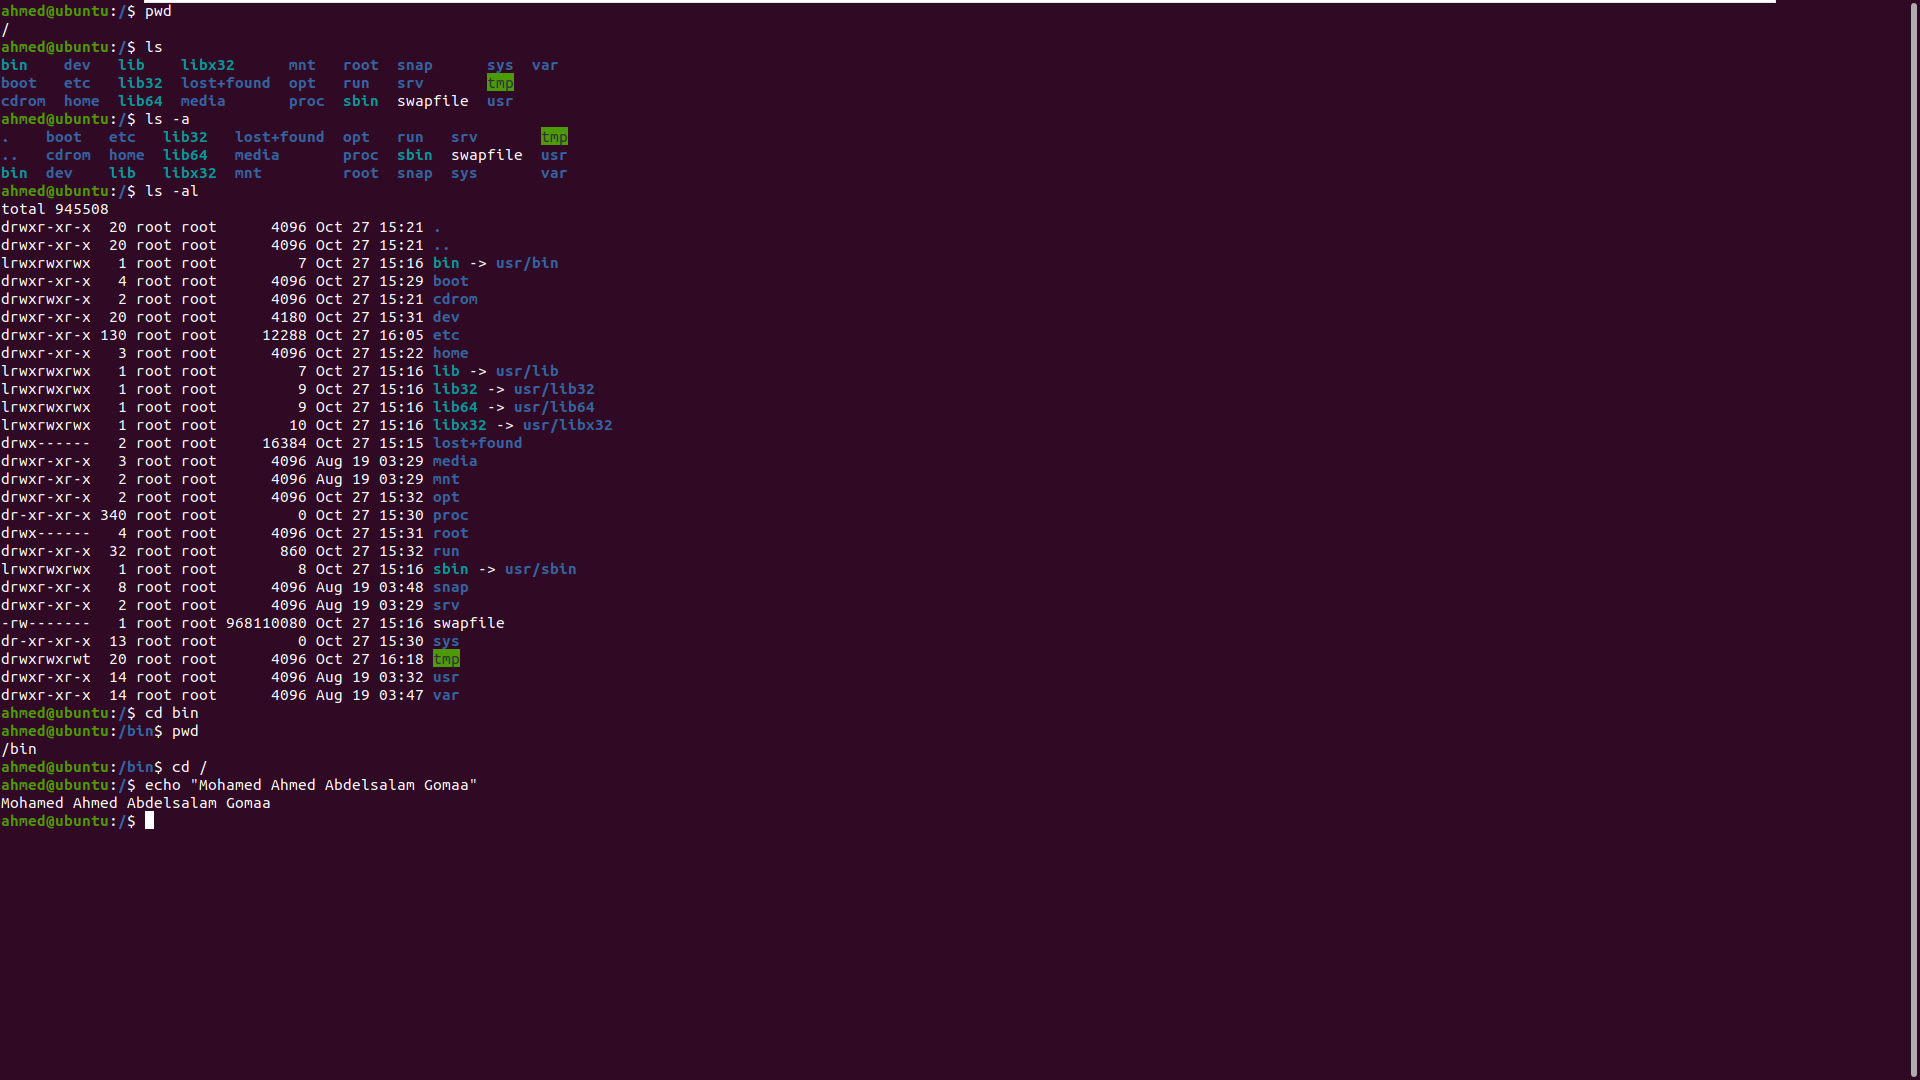 ahmed@ubuntu:/$ pwd
/
ahmed@ubuntu:/$ ls
bin    dev   lib    libx32      mnt   root  snap      sys  var
boot   etc   lib32  lost+found  opt   run   srv       tmp
cdrom  home  lib64  media       proc  sbin  swapfile  usr
ahmed@ubuntu:/$ ls -a
.    boot   etc   lib32   lost+found  opt   run   srv       tmp
..   cdrom  home  lib64   media       proc  sbin  swapfile  usr
bin  dev    lib   libx32  mnt         root  snap  sys       var
ahmed@ubuntu:/$ ls -al
total 945508
drwxr-xr-x  20 root root      4096 Oct 27 15:21 .
drwxr-xr-x  20 root root      4096 Oct 27 15:21 ..
lrwxrwxrwx   1 root root         7 Oct 27 15:16 bin -> usr/bin
drwxr-xr-x   4 root root      4096 Oct 27 15:29 boot
drwxrwxr-x   2 root root      4096 Oct 27 15:21 cdrom
drwxr-xr-x  20 root root      4180 Oct 27 15:31 dev
drwxr-xr-x 130 root root     12288 Oct 27 16:05 etc
drwxr-xr-x   3 root root      4096 Oct 27 15:22 home
lrwxrwxrwx   1 root root         7 Oct 27 15:16 lib -> usr/lib
lrwxrwxrwx   1 root root         9 Oct 27 15:16 lib32 -> usr/lib32
lrwxrwxrwx   1 root root         9 Oct 27 15:16 lib64 -> usr/lib64
lrwxrwxrwx   1 root root        10 Oct 27 15:16 libx32 -> usr/libx32
drwx------   2 root root     16384 Oct 27 15:15 lost+found
drwxr-xr-x   3 root root      4096 Aug 19 03:29 media
drwxr-xr-x   2 root root      4096 Aug 19 03:29 mnt
drwxr-xr-x   2 root root      4096 Oct 27 15:32 opt
dr-xr-xr-x 340 root root         0 Oct 27 15:30 proc
drwx------   4 root root      4096 Oct 27 15:31 root
drwxr-xr-x  32 root root       860 Oct 27 15:32 run
lrwxrwxrwx   1 root root         8 Oct 27 15:16 sbin -> usr/sbin
drwxr-xr-x   8 root root      4096 Aug 19 03:48 snap
drwxr-xr-x   2 root root      4096 Aug 19 03:29 srv
-rw-------   1 root root 968110080 Oct 27 15:16 swapfile
dr-xr-xr-x  13 root root         0 Oct 27 15:30 sys
drwxrwxrwt  20 root root      4096 Oct 27 16:18 tmp
drwxr-xr-x  14 root root      4096 Aug 19 03:32 usr
drwxr-xr-x  14 root root      4096 Aug 19 03:47 var
ahmed@ubuntu:/$ cd bin
ahmed@ubuntu:/bin$ pwd
/bin
ahmed@ubuntu:/bin$ cd /
ahmed@ubuntu:/$ echo "Mohamed Ahmed Abdelsalam Gomaa"
Mohamed Ahmed Abdelsalam Gomaa
ahmed@ubuntu:/$